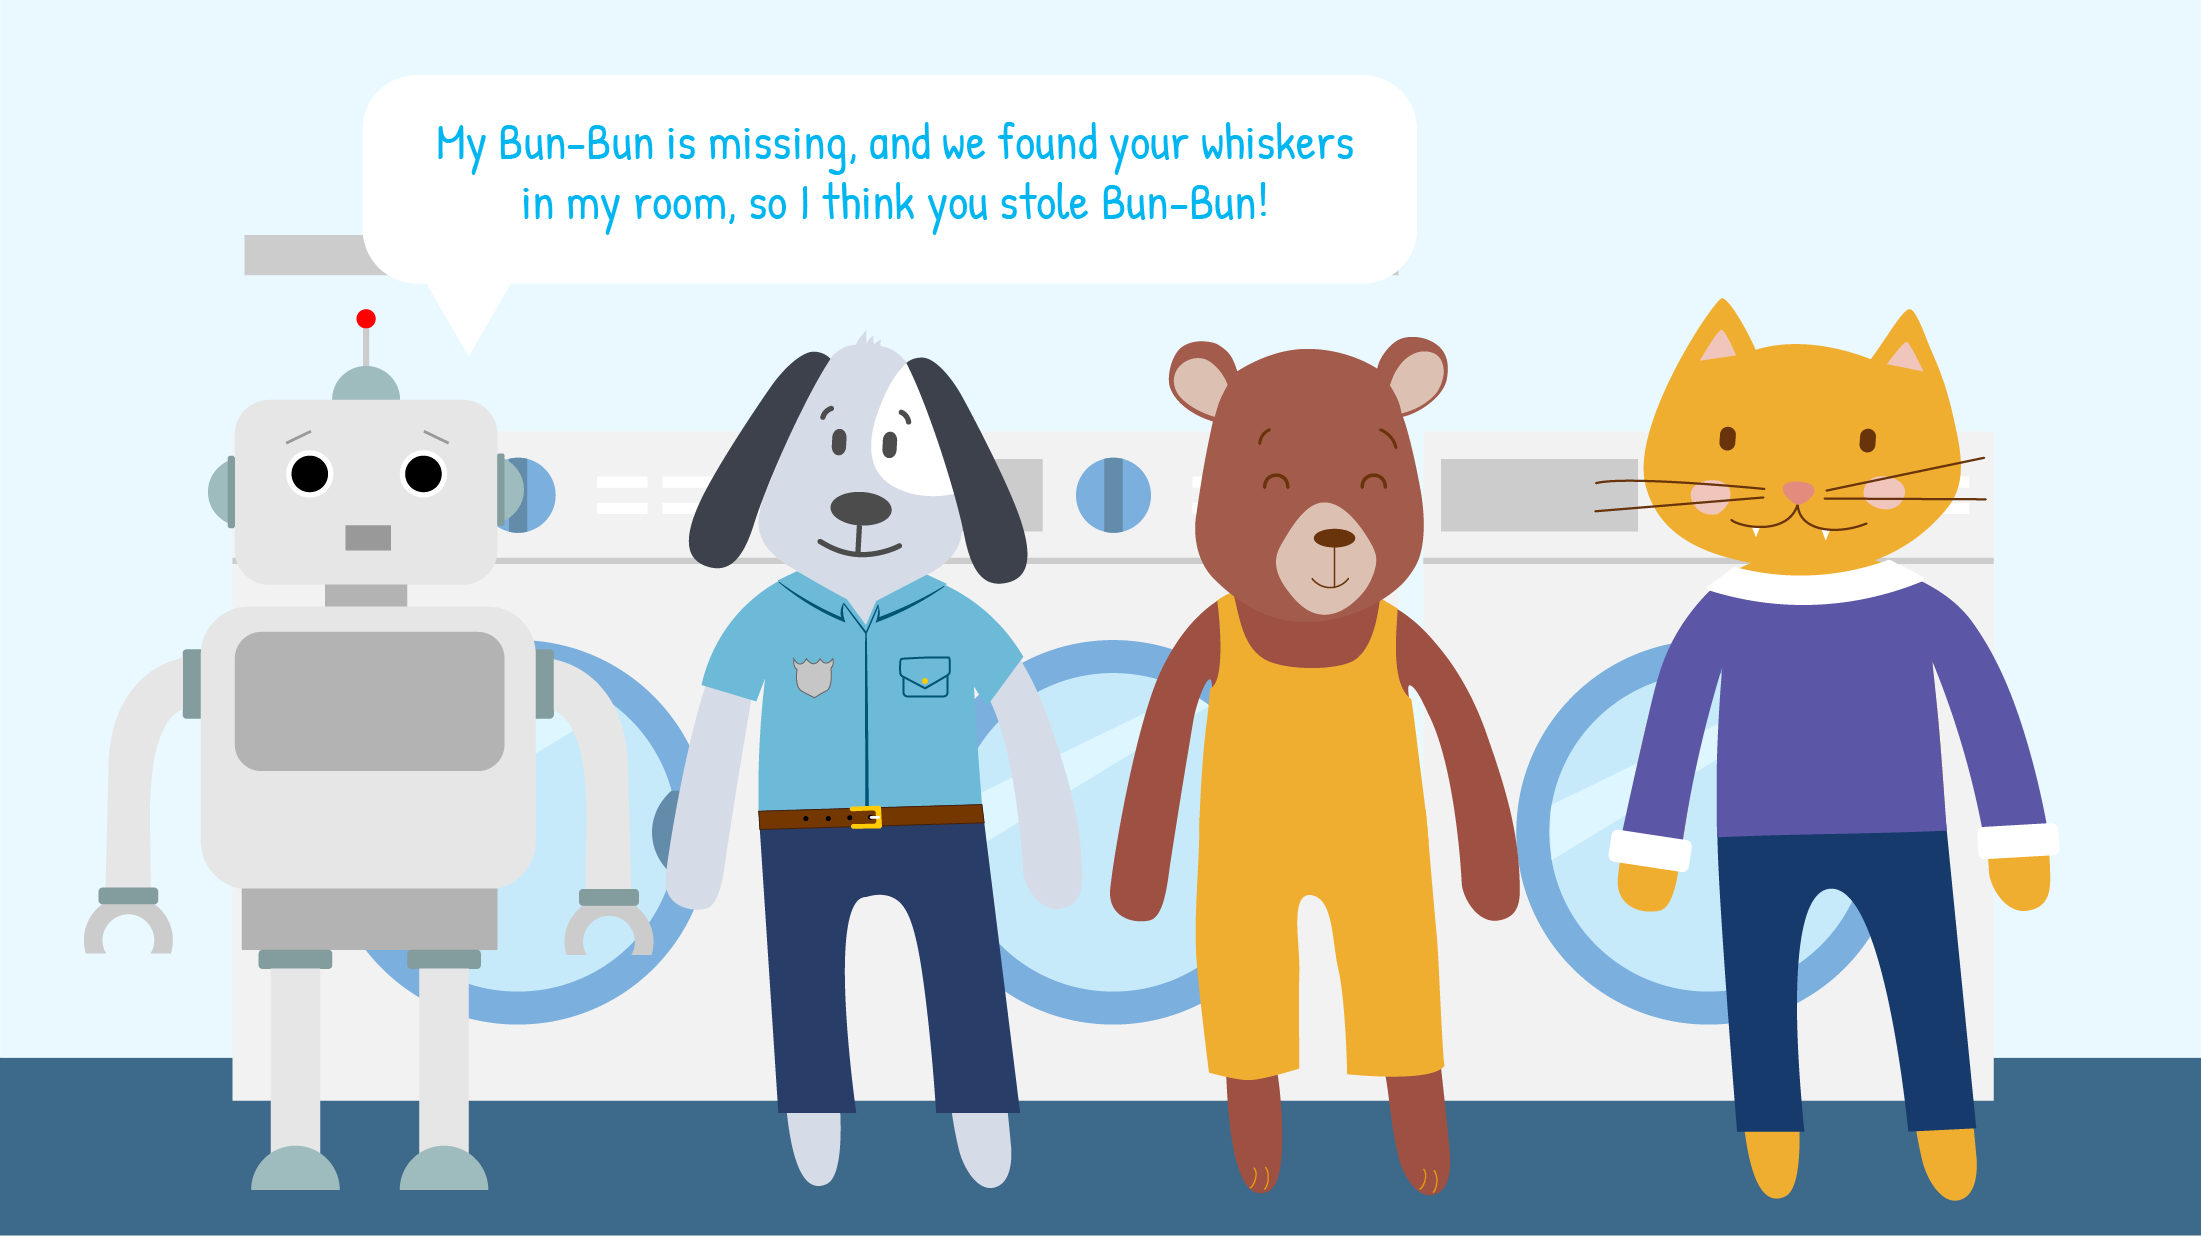 My Bun-Bun is missing, and we found your whiskers
in my room, so I think you stole Bun-Bun!